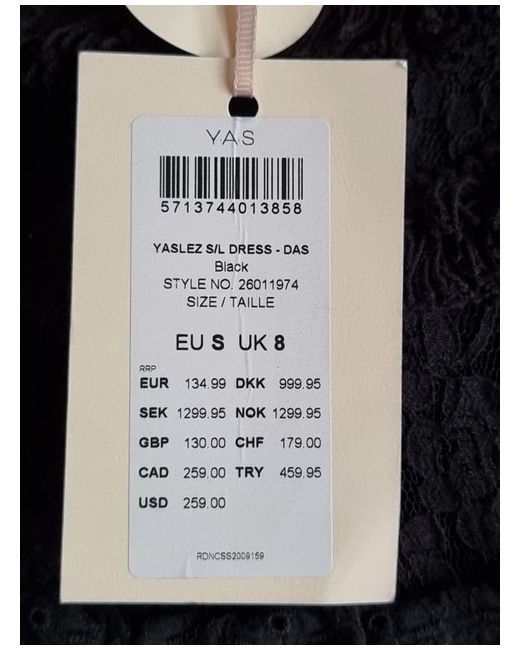 Y.A.S
5713744013858
YASLEZ S/L DRESS - DAS
Black
STYLE NO. 26011974
SIZE / TAILLE
EU S UK 8
RRP
EUR 134.99 DKK 999.95
SEK 1299.95 NOK 1299.95
GBP 130.00 CHF 179.00
CAD 259.00 TRY 459.95
USD 259.00
RDNCSS2009159